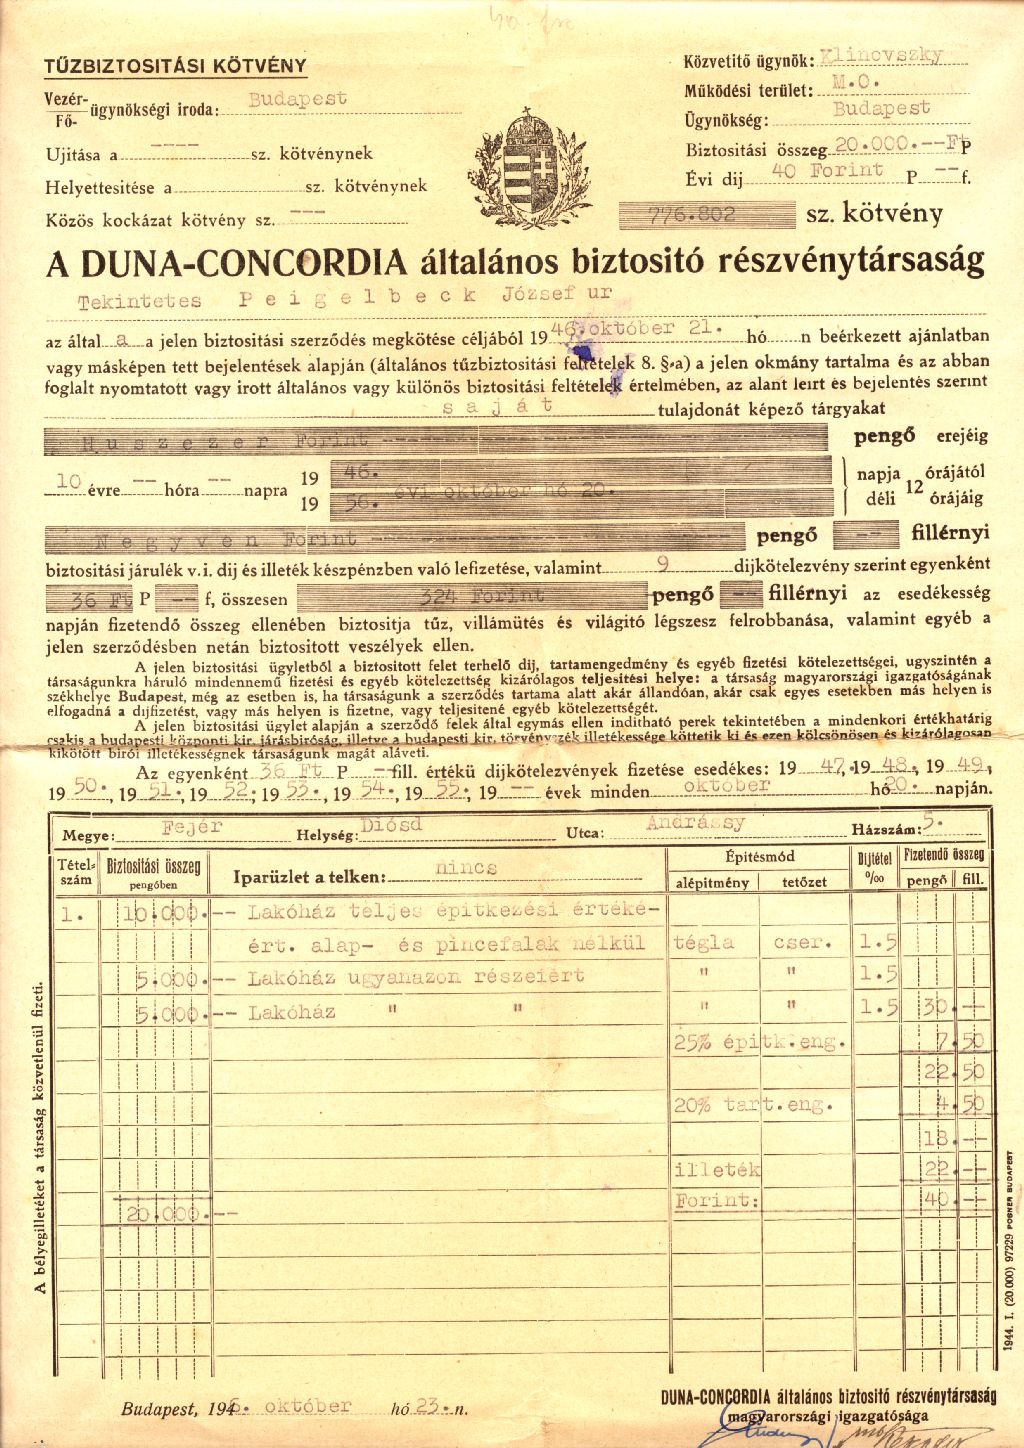 TŰZBIZTOSITÁSI KÖTVÉNY
Vezér-
Fő-
ügynökségi iroda: Budapest
Ujitása a ---- sz. kötvénynek
Helyettesitése a sz. kötvénynek
Közös kockázat kötvény sz. ---
Közvetitő ügynök: Klinovszky
Működési terület: M.O.
Ügynökség: Budapest
Biztositási összeg 20.000.--Ft P
Évi dij 40 Forint P -- f.
776.802 sz. kötvény
A DUNA-CONCORDIA általános biztositó részvénytársaság
Tekintetes Peigelbeck József ur
az által a a jelen biztositási szerződés megkötése céljából 1946. október 21. hó n beérkezett ajánlatban
vagy másképen tett bejelentések alapján (általános tűzbiztositási feltételek 8. §-a) a jelen okmány tartalma és az abban
foglalt nyomtatott vagy irott általános vagy különös biztositási feltételek értelmében, az alant leirt és bejelentés szerint
saját tulajdonát képező tárgyakat
Huszezer Forint ---------- pengő erejéig
10 évre -- hóra -- napra 19 46. évi október hó 20. napja déli 12 órájától
19 56. órájáig
Negyven Forint ---------- pengő -- fillérnyi
biztositási járulék v. i. dij és illeték készpénzben való lefizetése, valamint 9 dijkötelezvény szerint egyenként
36 Ft P -- f, összesen 324 Forint pengő -- fillérnyi az esedékesség
napján fizetendő összeg ellenében biztositja tűz, villámütés és világitó légszesz felrobbanása, valamint egyéb a
jelen szerződésben netán biztositott veszélyek ellen.
A jelen biztositási ügyletből a biztositott felet terhelő dij, tartamengedmény és egyéb fizetési kötelezettségei, ugyszintén a
társaságunkra háruló mindennemű fizetési és egyéb kötelezettség kizárólagos teljesitési helye: a társaság magyarországi igazgatóságának
székhelye Budapest, még az esetben is, ha társaságunk a szerződés tartama alatt akár állandóan, akár csak egyes esetekben más helyen is
elfogadná a dijfizetést, vagy más helyen is fizetne, vagy teljesitené egyéb kötelezettségét.
A jelen biztositási ügylet alapján a szerződő felek által egymás ellen inditható perek tekintetében a mindenkori értékhatárig
csakis a budapesti központi kir. járásbiróság, illetve a budapesti kir. törvényszék illetékessége köttetik ki és ezen kölcsönösen és kizárólagosan
kikötött birói illetékességnek társaságunk magát aláveti.
Az egyenként 36 Ft P -- fill. értékü dijkötelezvények fizetése esedékes: 1947, 1948., 1949.,
1950., 1951., 1952., 1953., 1954., 1955., 19 -- évek minden október hó 20. napján.
Megye: Fejér Helység: Diósd Utca: Andrássy Házszám: 5.
Tétel-szám Biztositási összeg pengőben Iparüzlet a telken: nincs Épitésmód alépitmény tetőzet Dijtétel ‰ Fizetendő összeg pengő fill.
1. 10.000.-- Lakóház teljes épitkezési értéké-
ért. alap- és pincefalak nélkül tégla cser. 1.5
5.000.-- Lakóház ugyanazon részeiért " " 1.5
5.000.-- Lakóház " " " " 1.5 30.--
25% épitk.eng. 7.50
22.50
20% tart.eng. 4.50
18.--
illeték 22.--
20.000.-- Forint: 40.--
A bélyegilletéket a társaság közvetlenül fizeti.
1944. I. (20.000) 97229 POSNER BUDAPEST
Budapest, 1946. október hó 23. n.
DUNA-CONCORDIA általános biztositó részvénytársaság
magyarországi igazgatósága